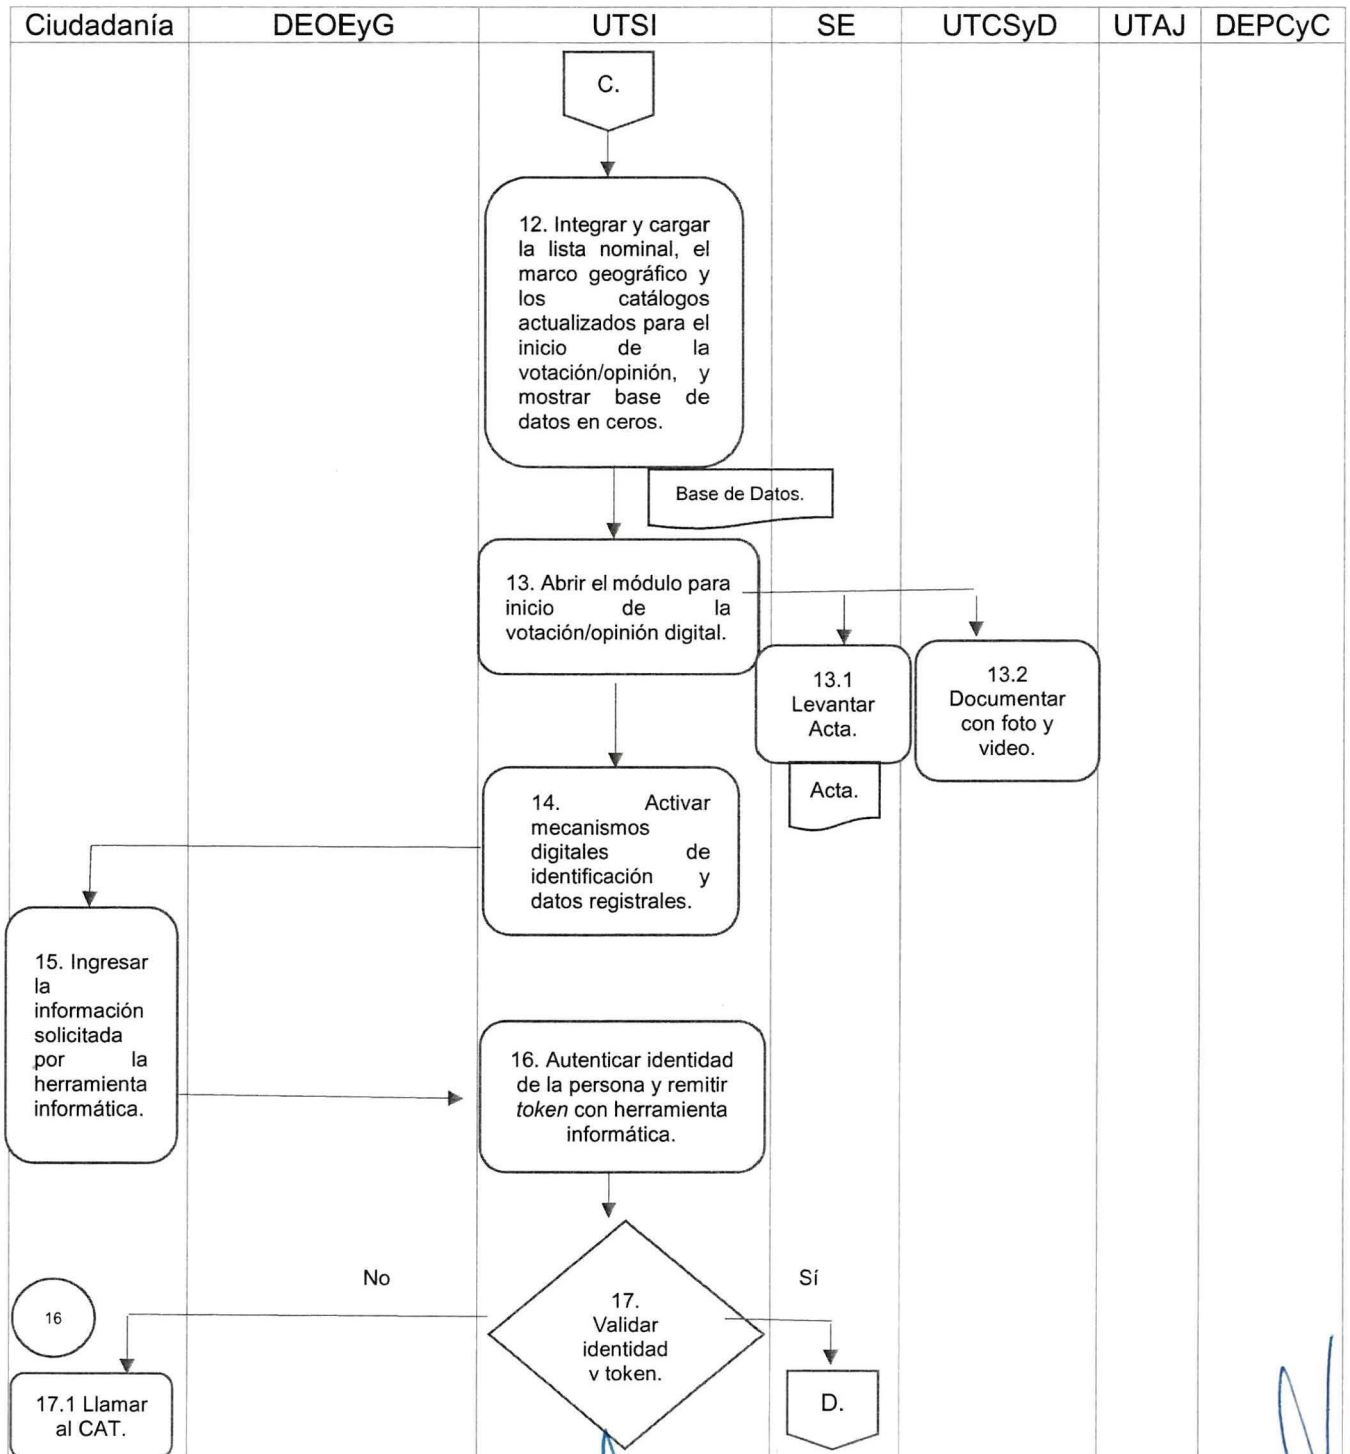 Ciudadanía DEOEyG UTSI SE UTCSyD UTAJ DEPCyC
C.
12. Integrar y cargar
la lista nominal, el
marco geográfico y
los catálogos
actualizados para el
inicio de la
votación/opinión, y
mostrar base de
datos en ceros.
Base de Datos.
13. Abrir el módulo para
inicio de la
votación/opinión digital.
13.1
Levantar
Acta.
13.2
Documentar
con foto y
video.
Acta.
14. Activar
mecanismos
digitales de
identificación y
datos registrales.
15. Ingresar
la
información
solicitada
por la
herramienta
informática.
16. Autenticar identidad
de la persona y remitir
token con herramienta
informática.
No
Sí
16
17.
Validar
identidad
v token.
17.1 Llamar
al CAT.
D.